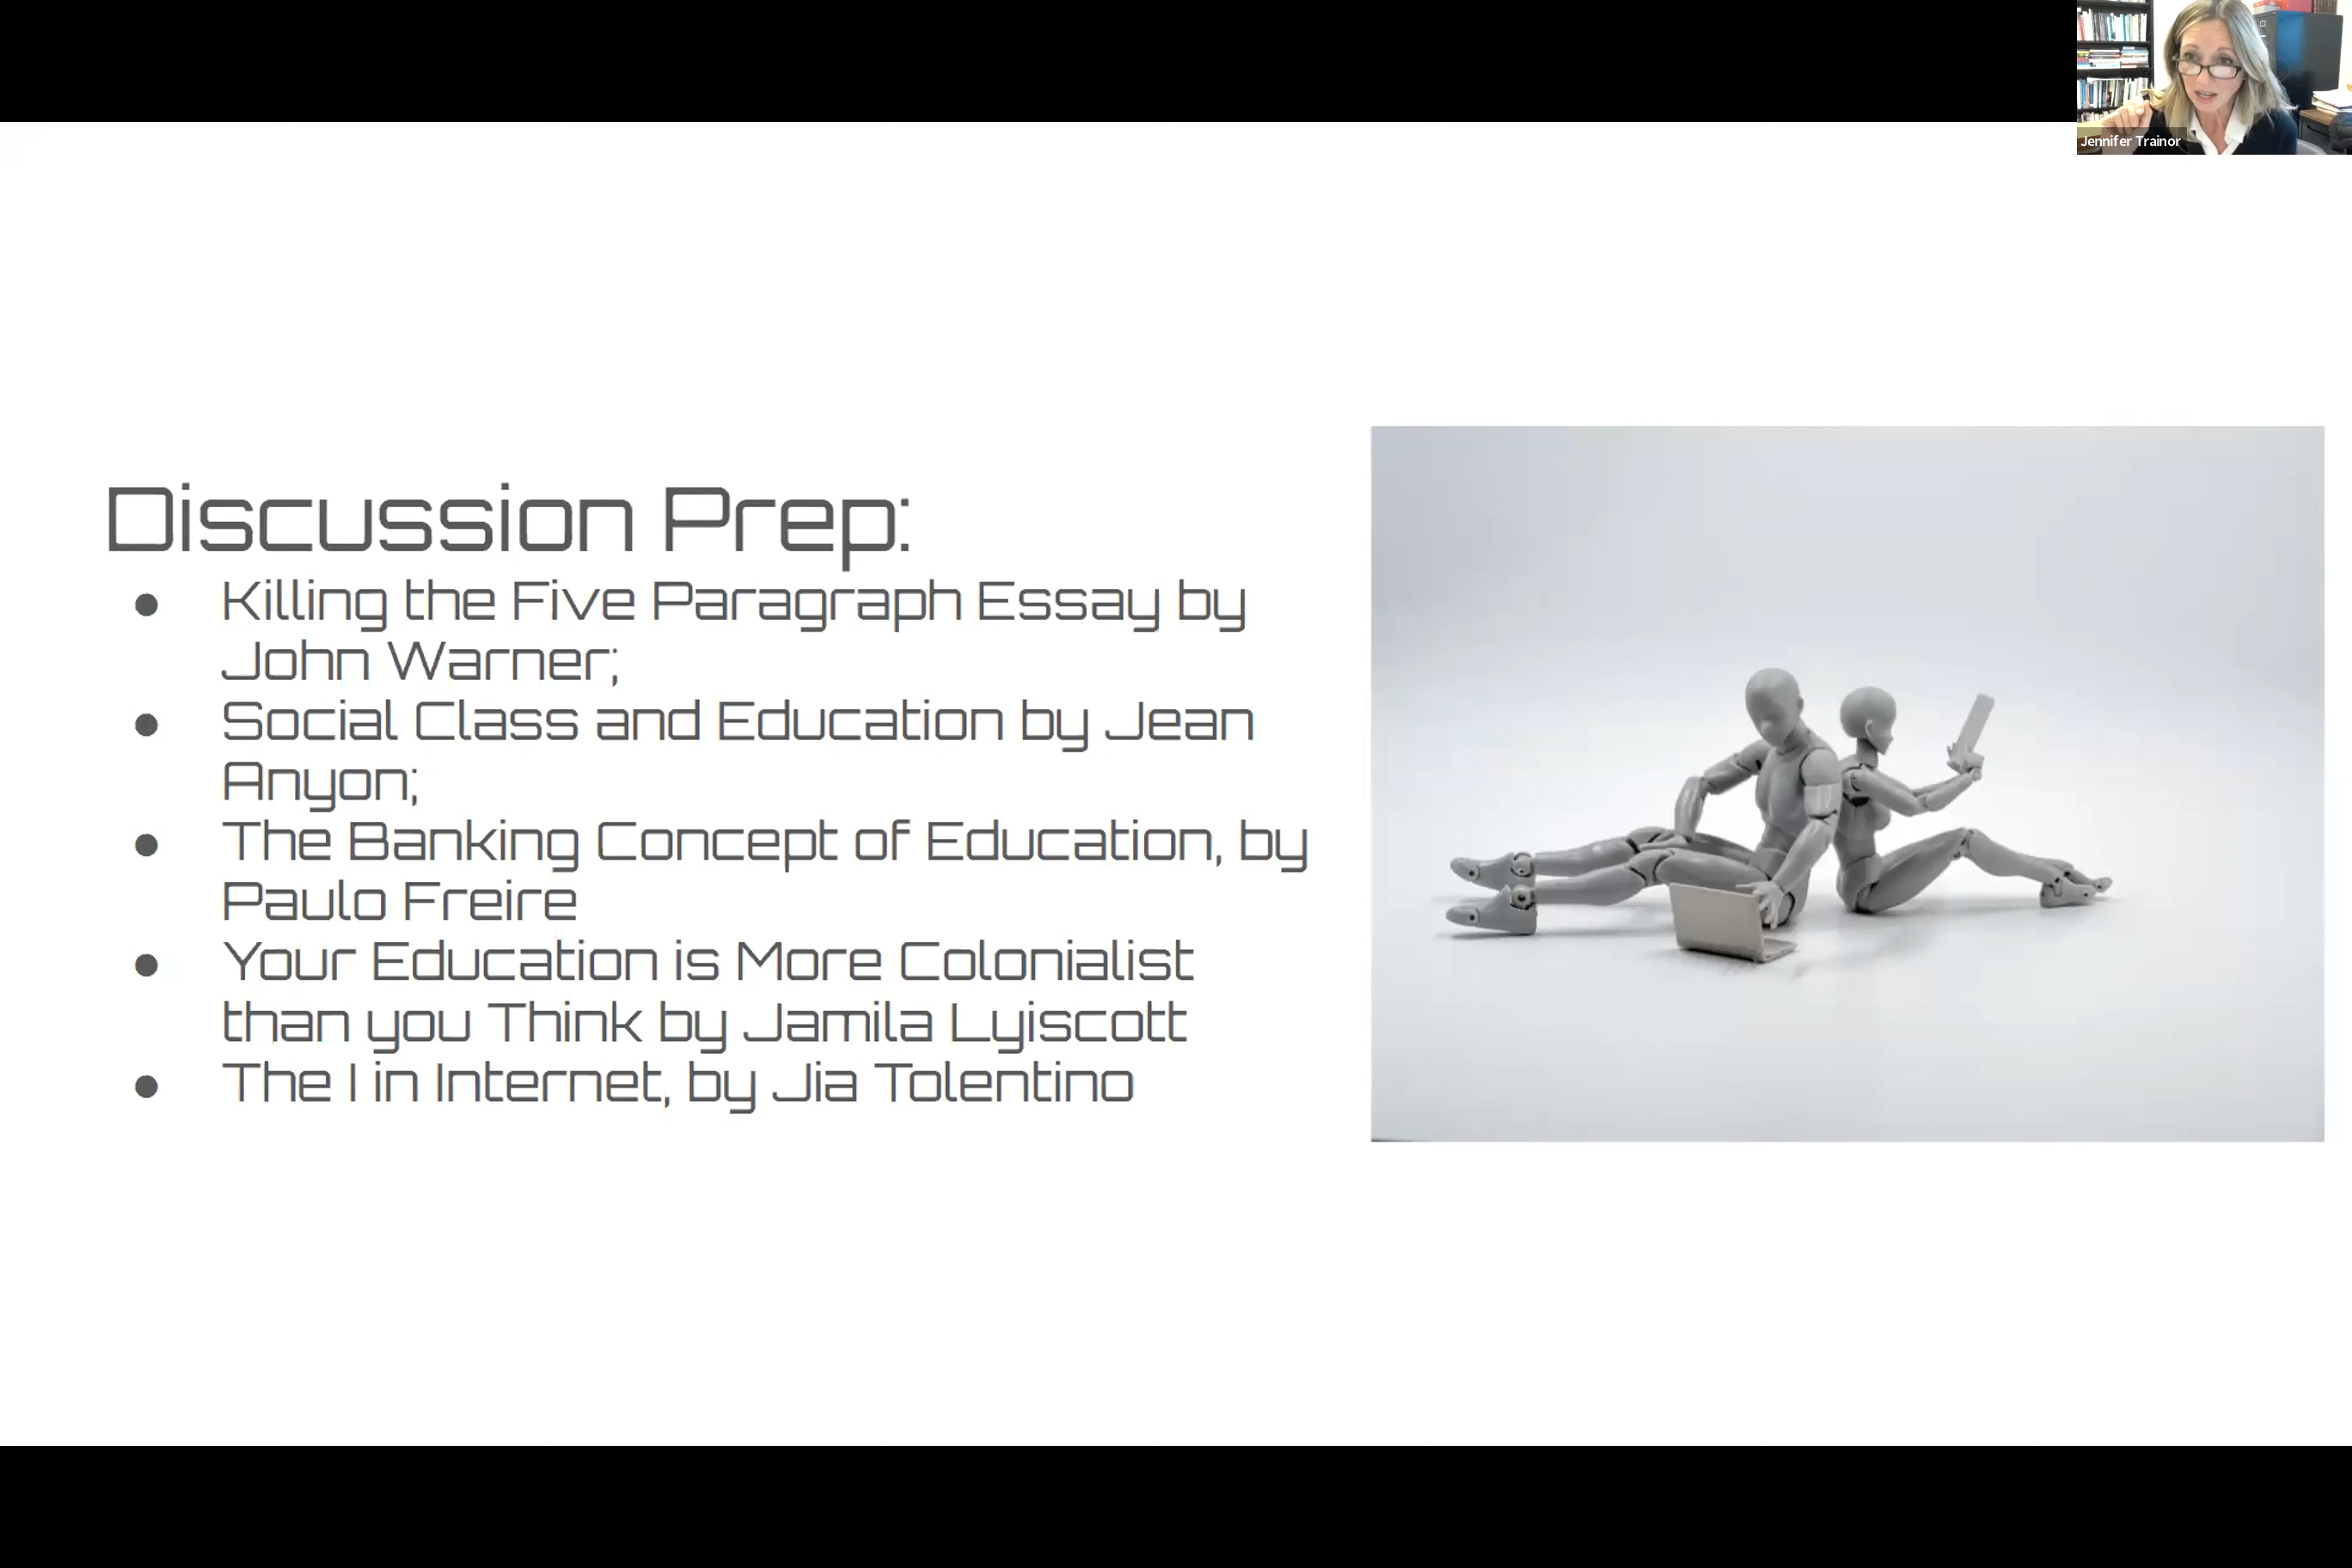 Jennifer Trainor
Discussion Prep:
● Killing the Five Paragraph Essay by
John Warner;
● Social Class and Education by Jean
Anyon;
● The Banking Concept of Education, by
Paulo Freire
● Your Education is More Colonialist
than you Think by Jamila Lyiscott
● The I in Internet, by Jia Tolentino